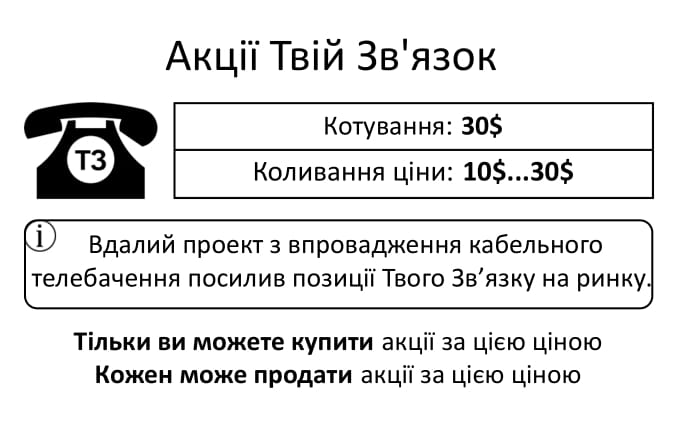 Акції Твій Зв'язок
ТЗ
Котування: 30$
Коливання ціни: 10$...30$
i
Вдалий проект з впровадження кабельного
телебачення посилив позиції Твого Зв’язку на ринку.
Тільки ви можете купити акції за цією ціною
Кожен може продати акції за цією ціною